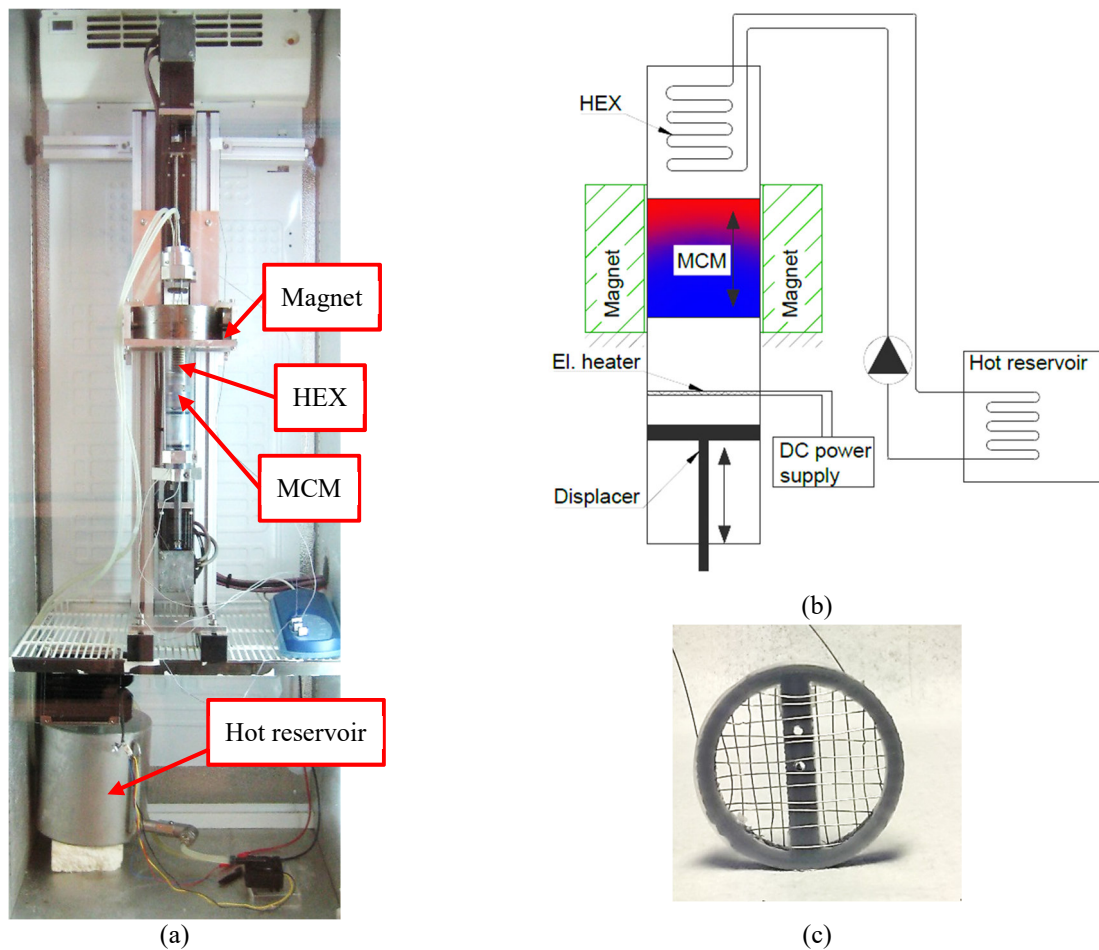 Magnet
HEX
MCM
Hot reservoir
(a)
HEX
MCM
Magnet
Magnet
El. heater
DC power
supply
Displacer
Hot reservoir
(b)
(c)